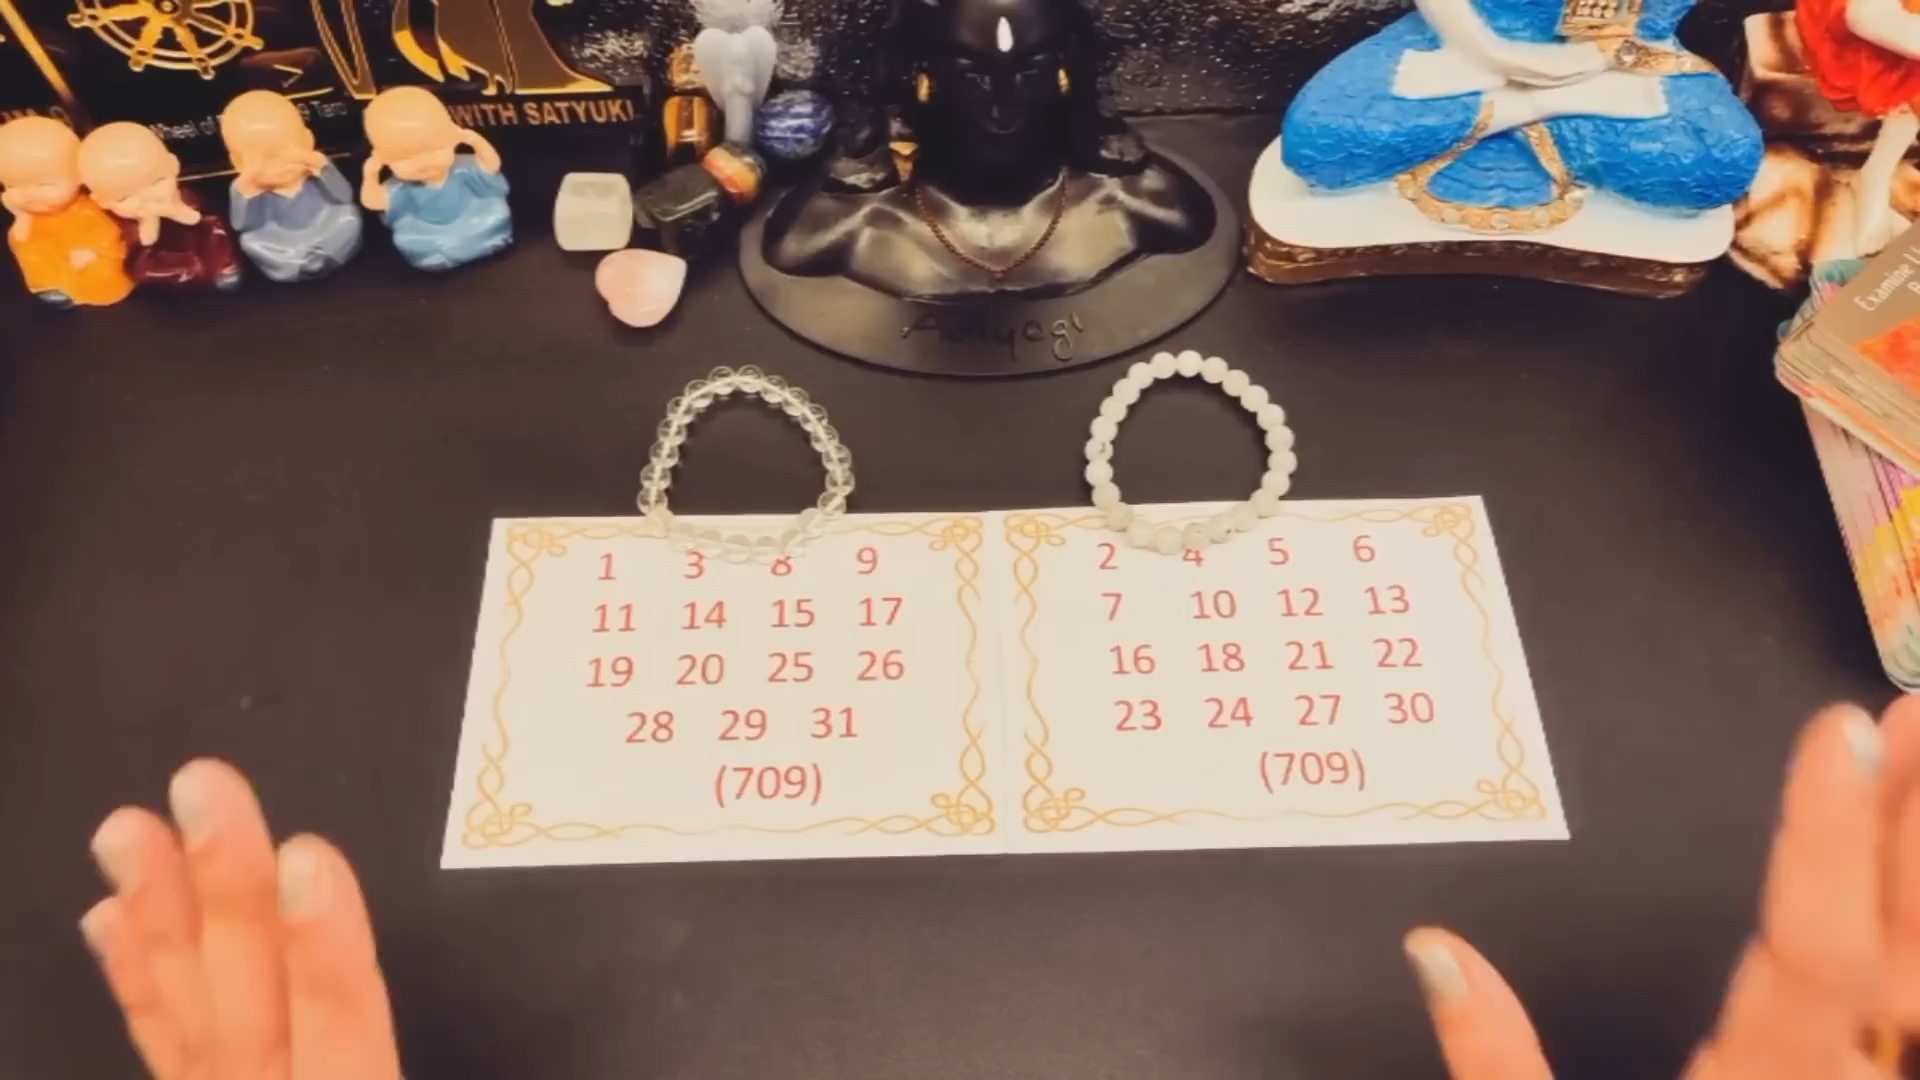 WITH SATYUKI
Wheel of
Taro
Adiyogi
Examine
1 3 8 9
11 14 15 17
19 20 25 26
28 29 31
(709)
2 4 5 6
7 10 12 13
16 18 21 22
23 24 27 30
(709)